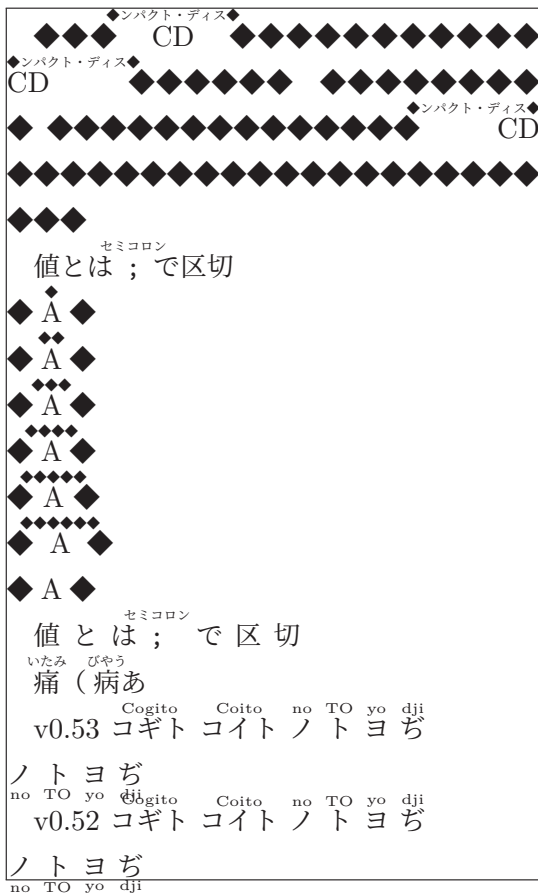 ◆ンパクト・ディス◆
◆◆◆ CD ◆◆◆◆◆◆◆◆◆◆◆
◆ンパクト・ディス◆
CD ◆◆◆◆◆◆ ◆◆◆◆◆◆◆◆
◆ンパクト・ディス◆
◆ ◆◆◆◆◆◆◆◆◆◆◆◆◆◆ CD
◆◆◆◆◆◆◆◆◆◆◆◆◆◆◆◆◆◆◆◆
◆◆◆
セミコロン
値とは ; で区切
◆
◆ A ◆
◆◆
◆ A ◆
◆◆◆
◆ A ◆
◆◆◆◆
◆ A ◆
◆◆◆◆◆
◆ A ◆
◆◆◆◆◆◆
◆ A ◆
◆ A ◆
セミコロン
値 と は ; で 区 切
いたみ びやう
痛（病あ
Cogito Coito no TO yo dji
v0.53 コギト コイト ノ ト ヨ ぢ
ノ ト ヨ ぢ
no TO yo dji
Cogito Coito no TO yo dji
v0.52 コギト コイト ノ ト ヨ ぢ
ノ ト ヨ ぢ
no TO yo dji